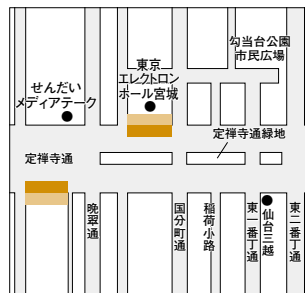 勾当台公園
市民広場
東京
エレクトロン
ホール宮城
せんだい
メディアテーク
定禅寺通緑地
定禅寺通
晩翠通
国分町通
稲荷小路
東一番丁通
仙台三越
東二番丁通